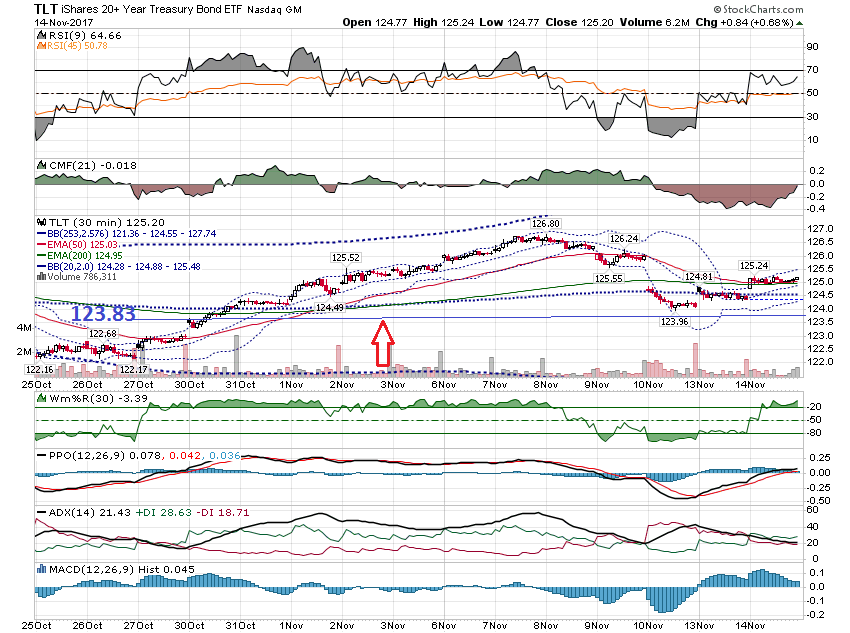 TLT iShares 20+ Year Treasury Bond ETF Nasdaq GM
© StockCharts.com
14-Nov-2017
Open 124.77 High 125.24 Low 124.77 Close 125.20 Volume 6.2M Chg +0.84 (+0.68%)
RSI(9) 64.66
RSI(45) 50.78
90
70
50
30
10
CMF(21) -0.018
0.2
0.0
-0.2
-0.4
TLT (30 min) 125.20
BB(253,2.576) 121.36 - 124.55 - 127.74
EMA(50) 125.03
EMA(200) 124.95
BB(20,2.0) 124.28 - 124.88 - 125.48
Volume 786,311
123.83
126.80
126.24
125.52
125.55
125.24
124.81
124.49
123.96
122.68
122.16
122.17
127.0
126.5
126.0
125.5
125.0
124.5
124.0
123.5
123.0
122.5
122.0
4M
2M
25Oct 26Oct 27Oct 30Oct 31Oct 1Nov 2Nov 3Nov 6Nov 7Nov 8Nov 9Nov 10Nov 13Nov 14Nov
Wm%R(30) -3.39
-20
-50
-80
PPO(12,26,9) 0.078, 0.042, 0.036
0.25
0.00
-0.25
-0.50
ADX(14) 21.43 +DI 28.63 -DI 18.71
60
40
20
0
MACD(12,26,9) Hist 0.045
0.1
0.0
-0.1
-0.2
25Oct 26Oct 27Oct 30Oct 31Oct 1Nov 2Nov 3Nov 6Nov 7Nov 8Nov 9Nov 10Nov 13Nov 14Nov